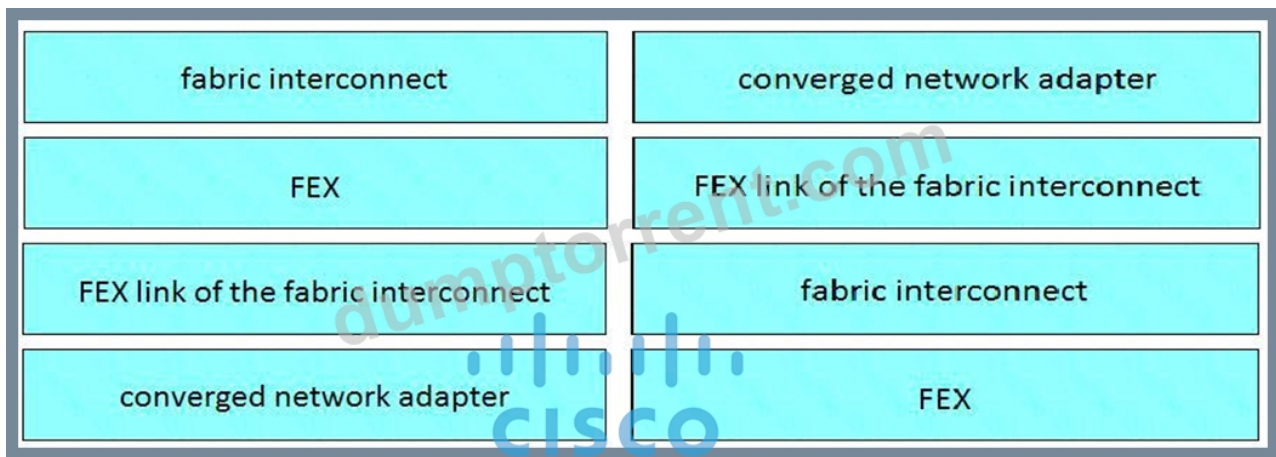 fabric interconnect
converged network adapter
FEX
FEX link of the fabric interconnect
FEX link of the fabric interconnect
fabric interconnect
converged network adapter
FEX
dumptorrent.com
CISCO